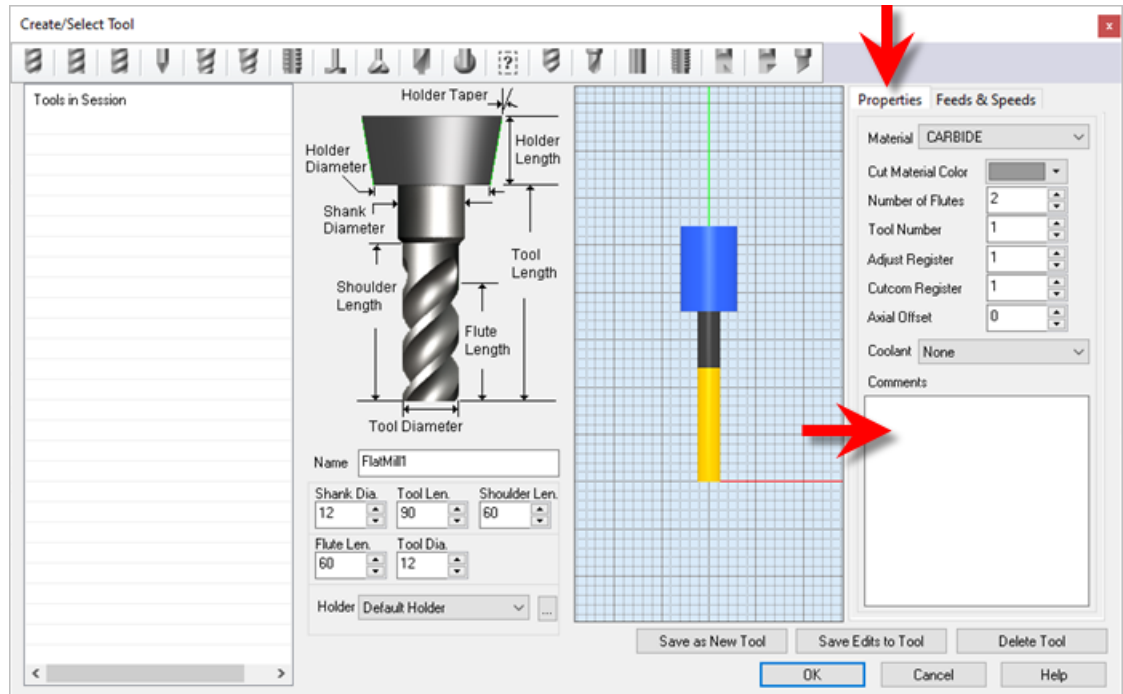 Create/Select Tool
x
?
Tools in Session
Holder Taper
Holder
Length
Holder
Diameter
Shank
Diameter
Tool
Length
Shoulder
Length
Flute
Length
Tool Diameter
Name FlatMill1
Shank Dia. Tool Len. Shoulder Len.
12 90 60
Flute Len. Tool Dia.
60 12
Holder Default Holder ...
Properties Feeds & Speeds
Material CARBIDE
Cut Material Color
Number of Flutes 2
Tool Number 1
Adjust Register 1
Cutcom Register 1
Axial Offset 0
Coolant None
Comments
Save as New Tool Save Edits to Tool Delete Tool
OK Cancel Help